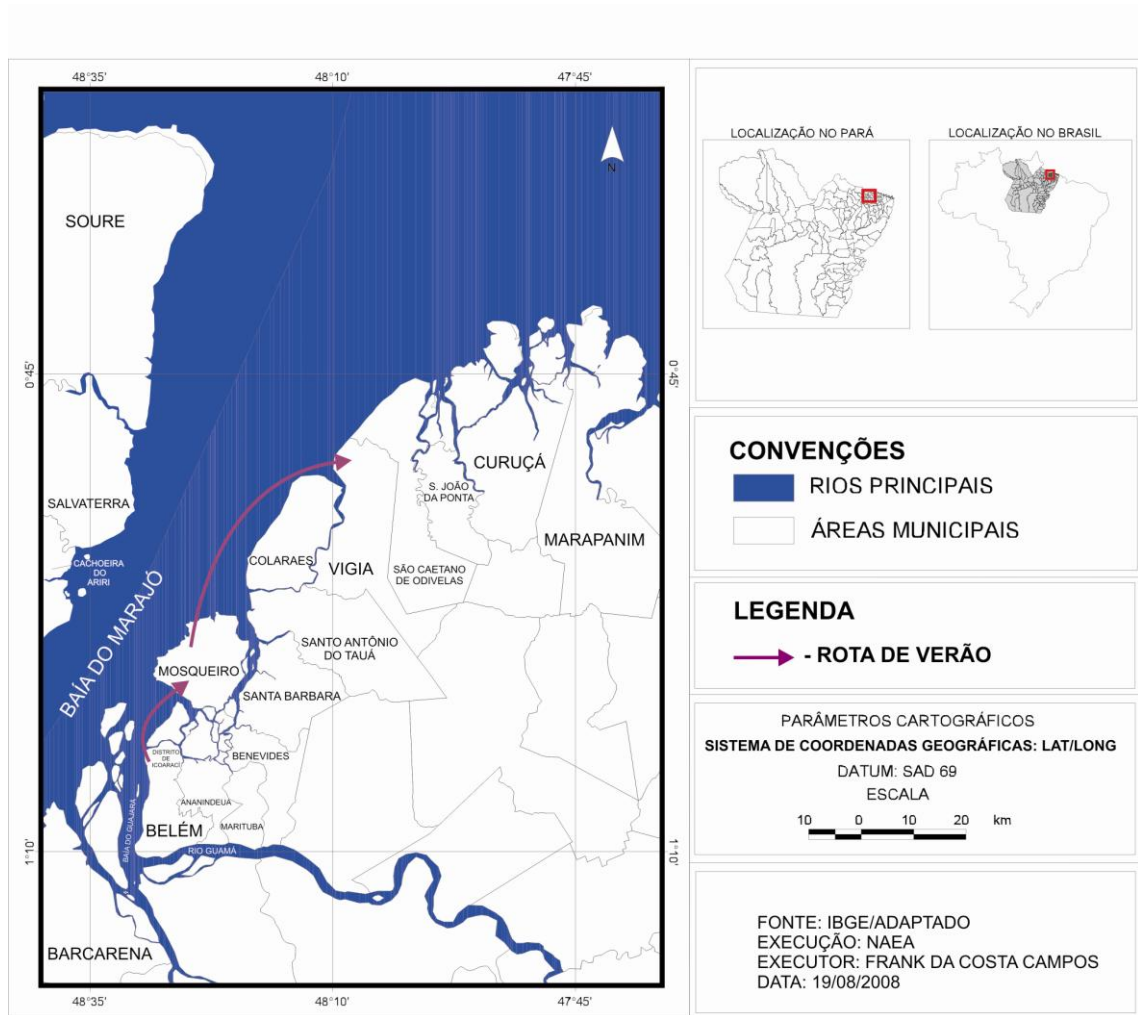 48°35'
48°10'
47°45'
N
SOURE
0°45'
0°45'
SALVATERRA
CACHOEIRA
DO
ARIRI
BAÍA DO MARAJÓ
CURUÇÁ
S. JOÃO
DA PONTA
MARAPANIM
COLARAES
VIGIA
SÃO CAETANO
DE ODIVELAS
SANTO ANTÔNIO
DO TAUÁ
MOSQUEIRO
SANTA BARBARA
DISTRITO
DE
ICOARACI
BENEVIDES
ANANINDEUA
BELÉM
MARITUBA
BAÍA DO GUAJARÁ
RIO GUAMÁ
1°10'
1°10'
BARCARENA
48°35'
48°10'
47°45'
LOCALIZAÇÃO NO PARÁ
LOCALIZAÇÃO NO BRASIL
CONVENÇÕES
RIOS PRINCIPAIS
ÁREAS MUNICIPAIS
LEGENDA
- ROTA DE VERÃO
PARÂMETROS CARTOGRÁFICOS
SISTEMA DE COORDENADAS GEOGRÁFICAS: LAT/LONG
DATUM: SAD 69
ESCALA
10 0 10 20 km
FONTE: IBGE/ADAPTADO
EXECUÇÃO: NAEA
EXECUTOR: FRANK DA COSTA CAMPOS
DATA: 19/08/2008